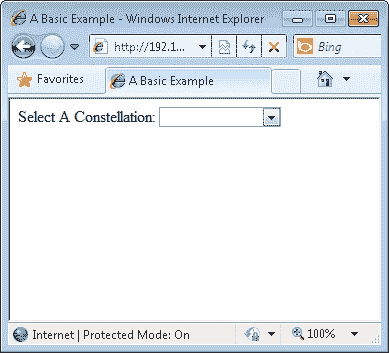 A Basic Example - Windows Internet Explorer
http://192.1...
Bing
Favorites
A Basic Example
Select A Constellation:
Internet | Protected Mode: On
100%